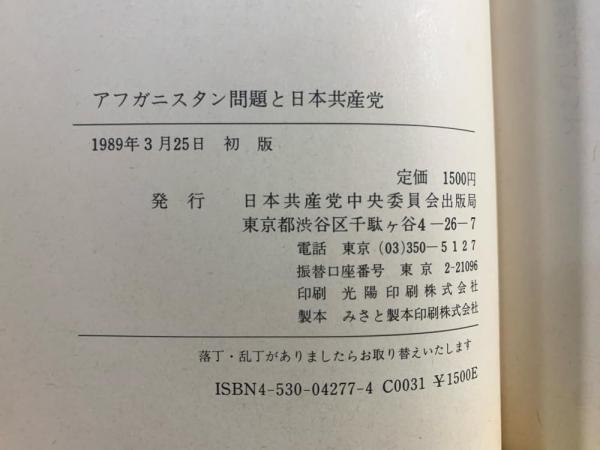 アフガニスタン問題と日本共産党
1989年3月25日 初 版
定価 1500円
発 行 日本共産党中央委員会出版局
東京都渋谷区千駄ヶ谷4―26―7
電話 東京 (03)350―5127
振替口座番号 東京 2-21096
印刷 光陽印刷株式会社
製本 みさと製本印刷株式会社
落丁・乱丁がありましたらお取り替えいたします
ISBN4-530-04277-4 C0031 ¥1500E